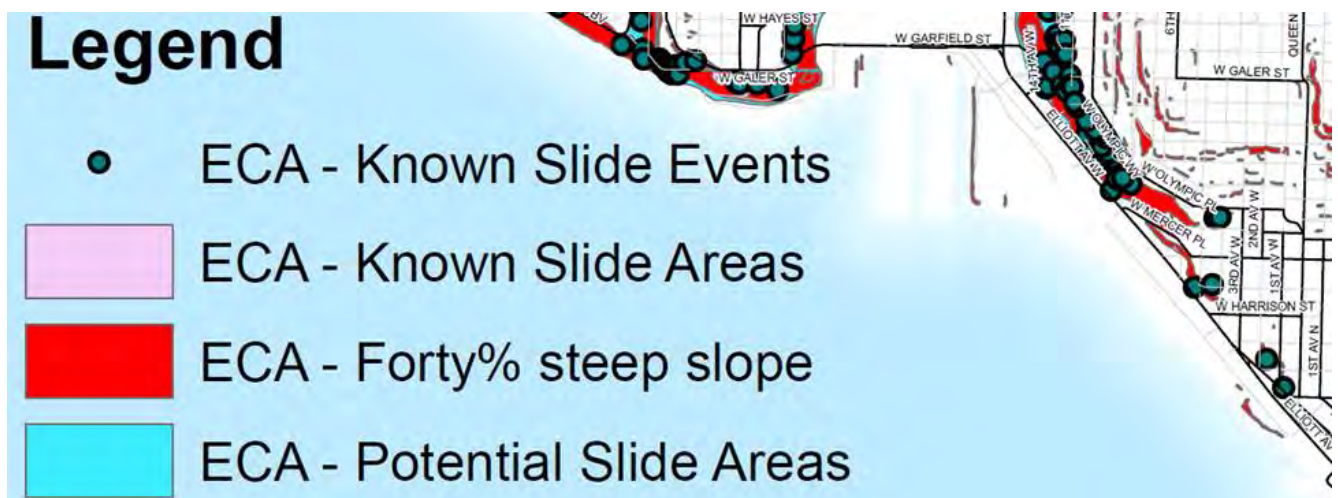 Legend
ECA - Known Slide Events
ECA - Known Slide Areas
ECA - Forty% steep slope
ECA - Potential Slide Areas
W HAYES ST
W GARFIELD ST
W GALER ST
14TH AV W
6TH
QUEEN
W GALER ST
ELLIOTT AV W
W OLYMPIC WY
W OLYMPIC PL
W MERCER PL
2ND AV W
3RD AV W
1ST AV W
W HARRISON ST
1ST AV N
ELLIOTT AV